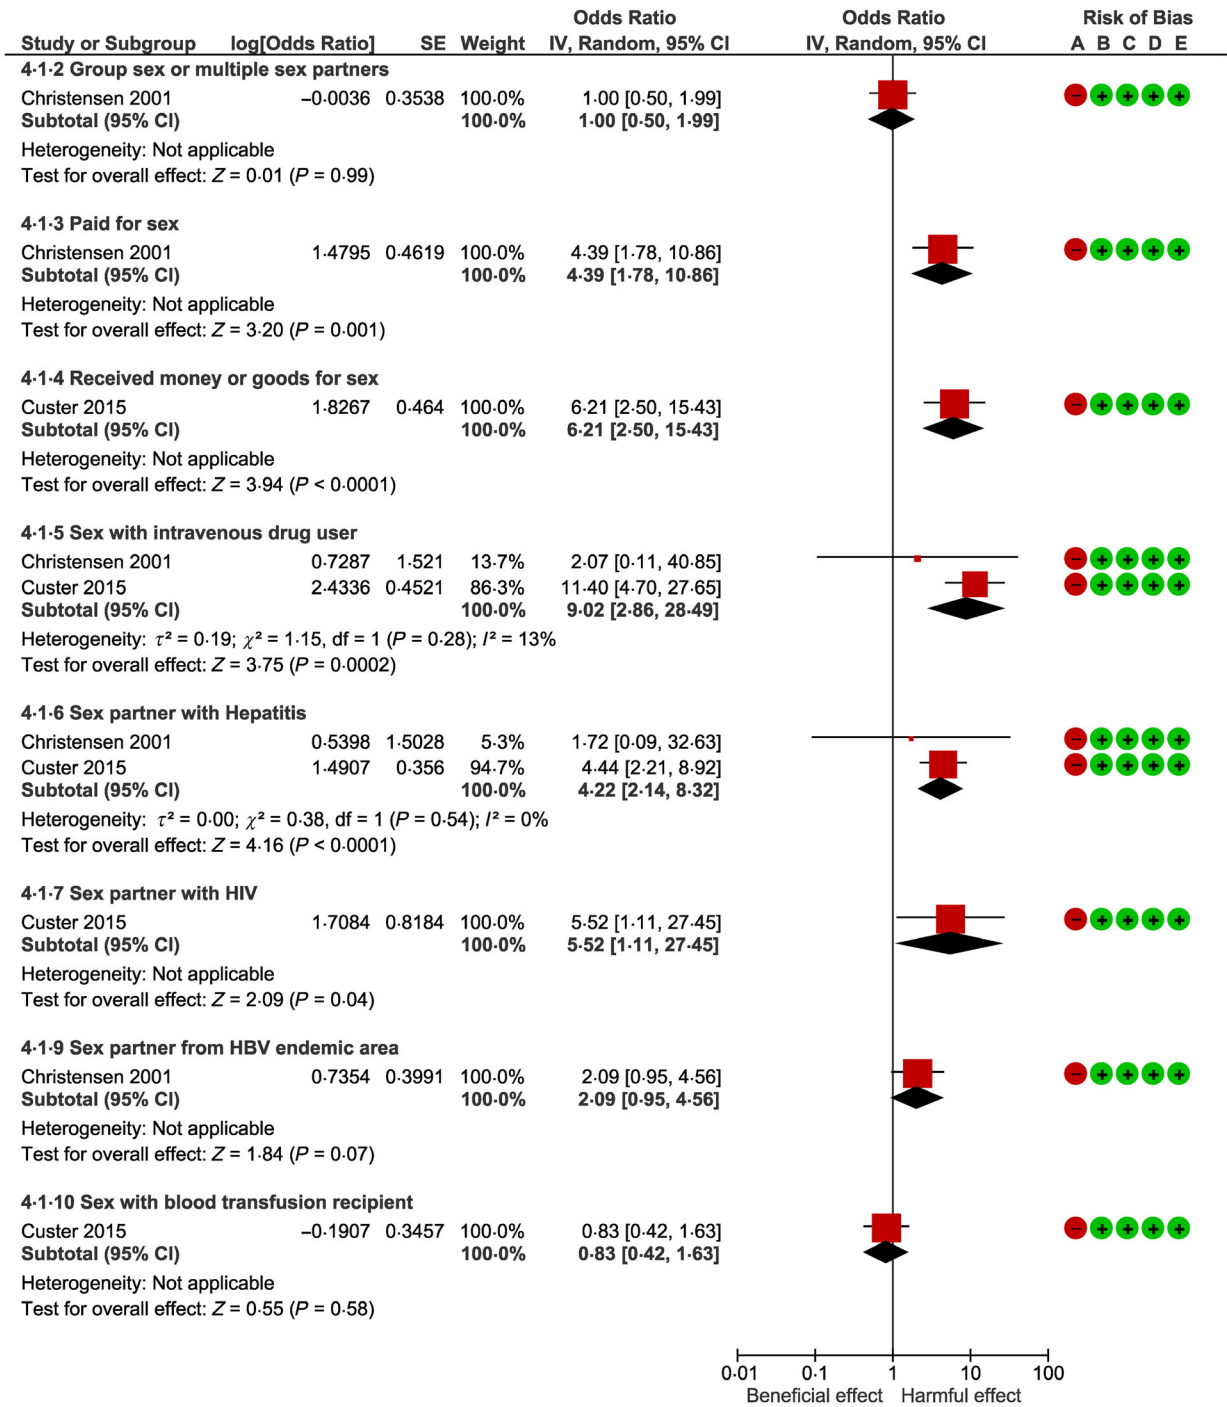 Odds Ratio Odds Ratio Risk of Bias
Study or Subgroup log[Odds Ratio] SE Weight IV, Random, 95% CI IV, Random, 95% CI A B C D E
4·1·2 Group sex or multiple sex partners
Christensen 2001 −0·0036 0·3538 100·0% 1·00 [0·50, 1·99] − + + + +
Subtotal (95% CI) 100·0% 1·00 [0·50, 1·99]
Heterogeneity: Not applicable
Test for overall effect: Z = 0·01 (P = 0·99)
4·1·3 Paid for sex
Christensen 2001 1·4795 0·4619 100·0% 4·39 [1·78, 10·86] − + + + +
Subtotal (95% CI) 100·0% 4·39 [1·78, 10·86]
Heterogeneity: Not applicable
Test for overall effect: Z = 3·20 (P = 0·001)
4·1·4 Received money or goods for sex
Custer 2015 1·8267 0·464 100·0% 6·21 [2·50, 15·43] − + + + +
Subtotal (95% CI) 100·0% 6·21 [2·50, 15·43]
Heterogeneity: Not applicable
Test for overall effect: Z = 3·94 (P < 0·0001)
4·1·5 Sex with intravenous drug user
Christensen 2001 0·7287 1·521 13·7% 2·07 [0·11, 40·85] − + + + +
Custer 2015 2·4336 0·4521 86·3% 11·40 [4·70, 27·65] − + + + +
Subtotal (95% CI) 100·0% 9·02 [2·86, 28·49]
Heterogeneity: τ² = 0·19; χ² = 1·15, df = 1 (P = 0·28); I² = 13%
Test for overall effect: Z = 3·75 (P = 0·0002)
4·1·6 Sex partner with Hepatitis
Christensen 2001 0·5398 1·5028 5·3% 1·72 [0·09, 32·63] − + + + +
Custer 2015 1·4907 0·356 94·7% 4·44 [2·21, 8·92] − + + + +
Subtotal (95% CI) 100·0% 4·22 [2·14, 8·32]
Heterogeneity: τ² = 0·00; χ² = 0·38, df = 1 (P = 0·54); I² = 0%
Test for overall effect: Z = 4·16 (P < 0·0001)
4·1·7 Sex partner with HIV
Custer 2015 1·7084 0·8184 100·0% 5·52 [1·11, 27·45] − + + + +
Subtotal (95% CI) 100·0% 5·52 [1·11, 27·45]
Heterogeneity: Not applicable
Test for overall effect: Z = 2·09 (P = 0·04)
4·1·9 Sex partner from HBV endemic area
Christensen 2001 0·7354 0·3991 100·0% 2·09 [0·95, 4·56] − + + + +
Subtotal (95% CI) 100·0% 2·09 [0·95, 4·56]
Heterogeneity: Not applicable
Test for overall effect: Z = 1·84 (P = 0·07)
4·1·10 Sex with blood transfusion recipient
Custer 2015 −0·1907 0·3457 100·0% 0·83 [0·42, 1·63] − + + + +
Subtotal (95% CI) 100·0% 0·83 [0·42, 1·63]
Heterogeneity: Not applicable
Test for overall effect: Z = 0·55 (P = 0·58)
0·01 0·1 1 10 100
Beneficial effect Harmful effect